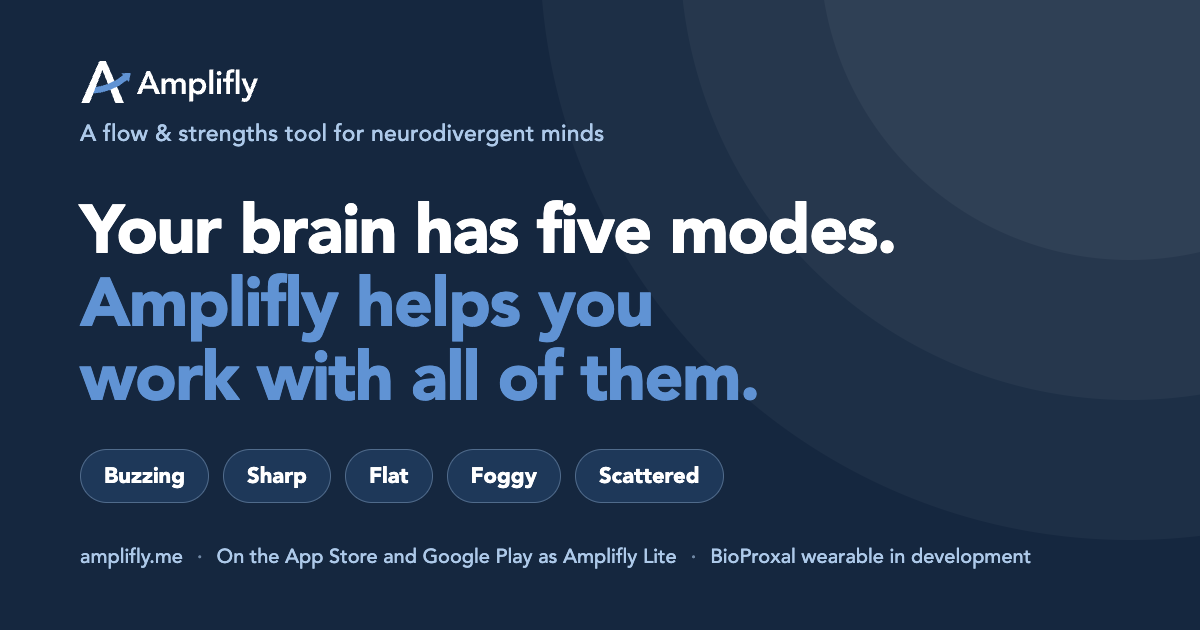 Amplifly
A flow & strengths tool for neurodivergent minds
Your brain has five modes.
Amplifly helps you
work with all of them.
Buzzing Sharp Flat Foggy Scattered
amplifly.me · On the App Store and Google Play as Amplifly Lite · BioProxal wearable in development